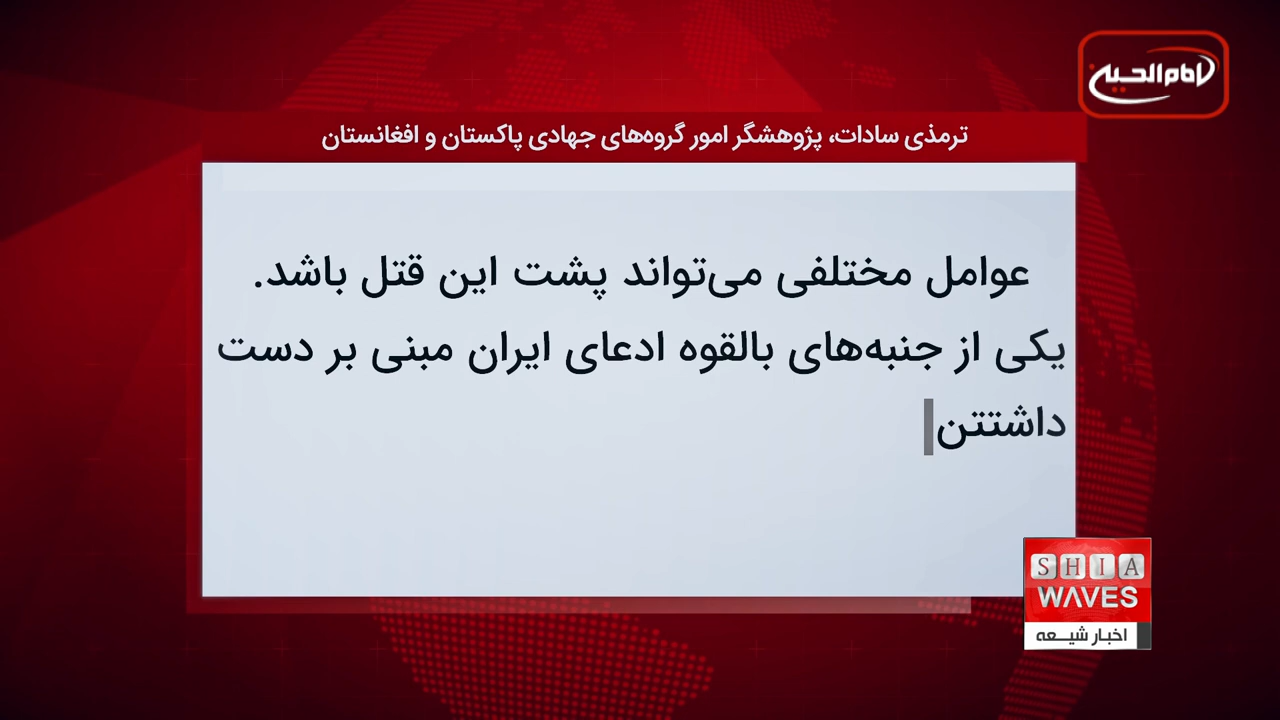 امام‌الحسین
ترمذی سادات، پژوهشگر امور گروه‌های جهادی پاکستان و افغانستان
عوامل مختلفی می‌تواند پشت این قتل باشد.
یکی از جنبه‌های بالقوه ادعای ایران مبنی بر دست
داشتتن
SHIA
WAVES
اخبار شیـعه